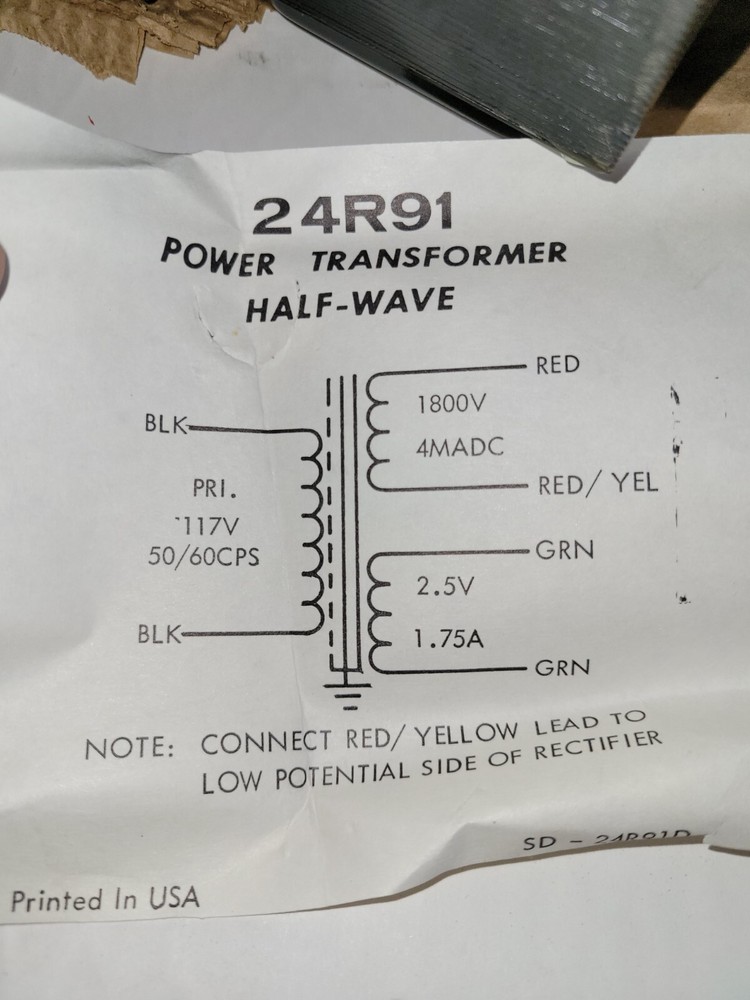 24R91
POWER TRANSFORMER
HALF-WAVE
RED
1800V
BLK
4MADC
RED/YEL
PRI.
117V
50/60CPS
GRN
2.5V
BLK
1.75A
GRN
NOTE: CONNECT RED/YELLOW LEAD TO
LOW POTENTIAL SIDE OF RECTIFIER
SD -
Printed In USA